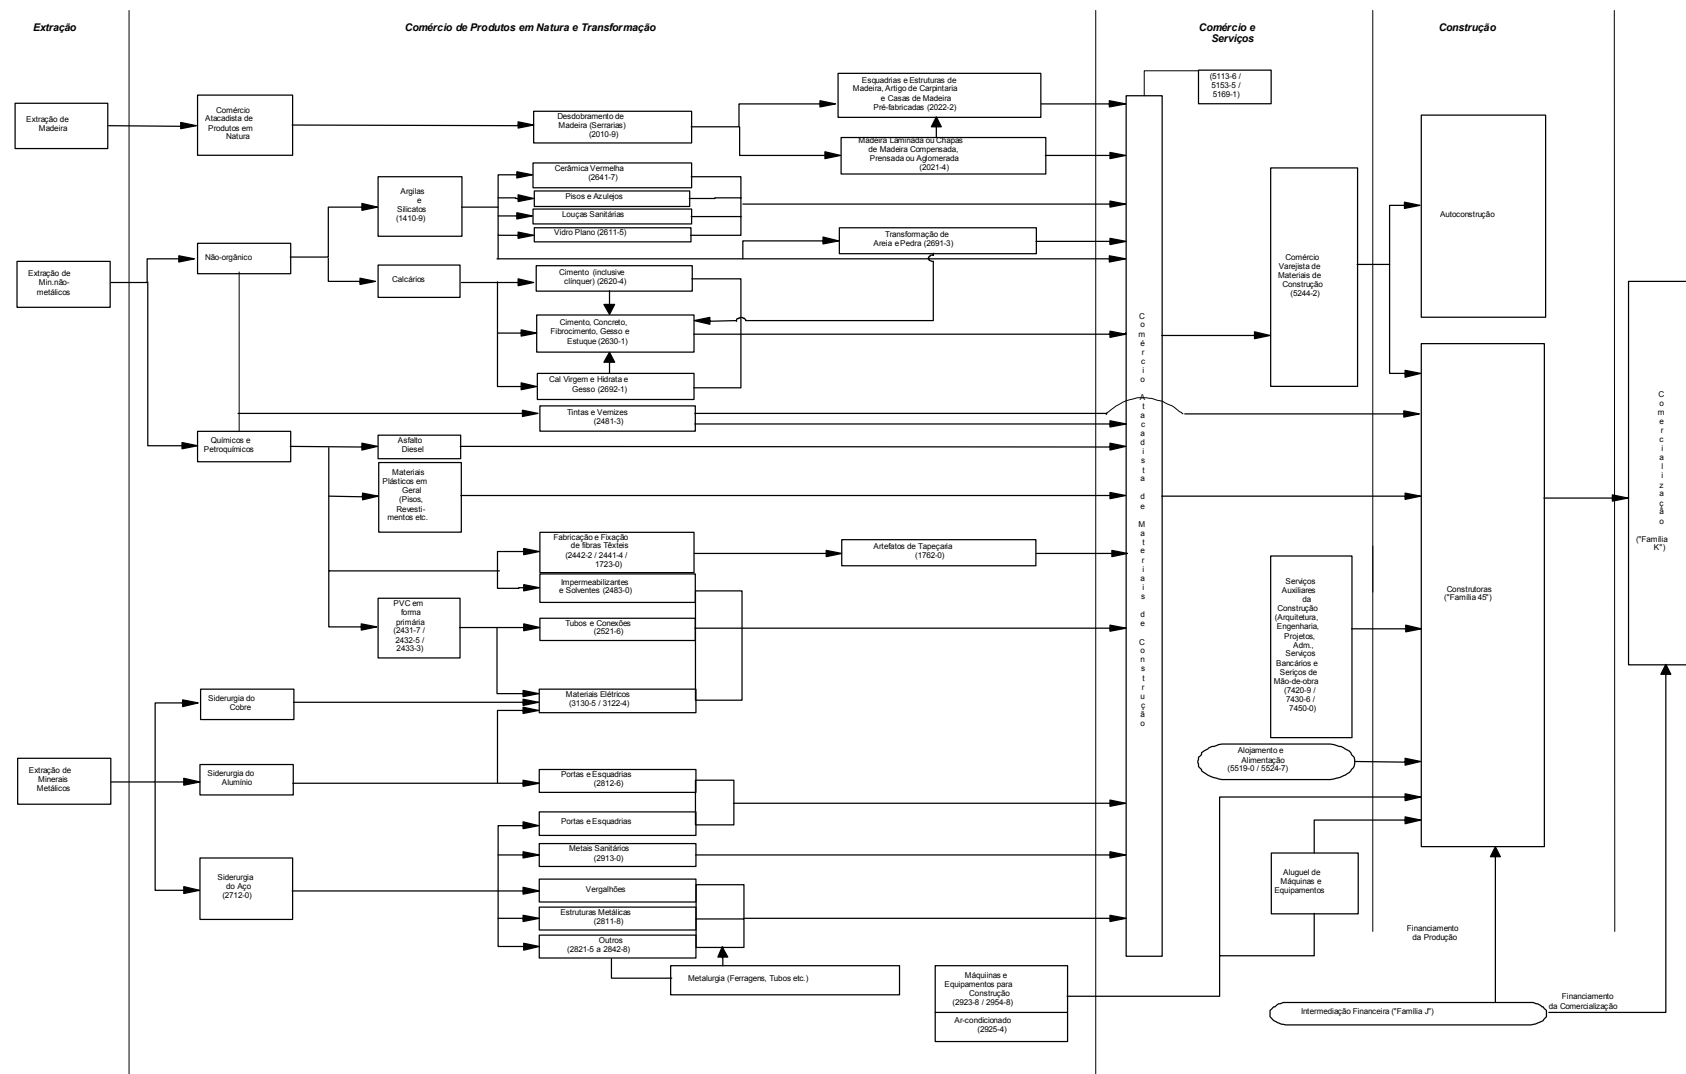 Extração
Comércio de Produtos em Natura e Transformação
Comércio e
Serviços
Construção
Extração de
Madeira
Comércio
Atacadista de
Produtos em
Natura
Desdobramento de
Madeira (Serrarias)
(2010-9)
Esquadrias e Estruturas de
Madeira, Artigo de Carpintaria
e Casas de Madeira
Pré-fabricadas (2022-2)
Madeira Laminada ou Chapas
de Madeira Compensada,
Prensada ou Aglomerada
(2021-4)
(5113-6 /
5153-5 /
5169-1)
Argilas
e
Silicatos
(1410-9)
Cerâmica Vermelha
(2641-7)
Pisos e Azulejos
Louças Sanitárias
Vidro Plano (2611-5)
Transformação de
Areia e Pedra (2691-3)
Extração de
Min.não-
metálicos
Não-orgânico
Calcários
Cimento (inclusive
clínquer) (2620-4)
Cimento, Concreto,
Fibrocimento, Gesso e
Estuque (2630-1)
Cal Virgem e Hidrata e
Gesso (2692-1)
Tintas e Vernizes
(2481-3)
Químicos e
Petroquímicos
Asfalto
Diesel
Materiais
Plásticos em
Geral
(Pisos,
Revesti-
mentos etc.
Fabricação e Fixação
de fibras Têxteis
(2442-2 / 2441-4 /
1723-0)
Artefatos de Tapeçaria
(1762-0)
Impermeabilizantes
e Solventes (2483-0)
PVC em
forma
primária
(2431-7 /
2432-5 /
2433-3)
Tubos e Conexões
(2521-6)
Materiais Elétricos
(3130-5 / 3122-4)
Siderurgia do
Cobre
Extração de
Minerais
Metálicos
Siderurgia do
Alumínio
Portas e Esquadrias
(2812-6)
Portas e Esquadrias
Metais Sanitários
(2913-0)
Siderurgia
do Aço
(2712-0)
Vergalhões
Estruturas Metálicas
(2811-8)
Outros
(2821-5 a 2842-8)
Metalurgia (Ferragens, Tubos etc.)
Máquiinas e
Equipamentos para
Construção
(2923-8 / 2954-8)
Ar-condicionado
(2925-4)
Comércio Atacadista de Materiais de Construção
Comércio
Varejista de
Materiais de
Construção
(5244-2)
Serviços
Auxiliares
da
Construção
(Arquitetura,
Engenharia,
Projetos,
Adm.,
Serviços
Bancários e
Seriços de
Mão-de-obra
(7420-9 /
7430-6 /
7450-0)
Alojamento e
Alimentação
(5519-0 / 5524-7)
Aluguel de
Máquinas e
Equipamentos
Autoconstrução
Construtoras
("Família 45")
Financiamento
da Produção
Intermediação Financeira ("Família J")
Financiamento
da Comercialização
Comercialização
("Família
K")